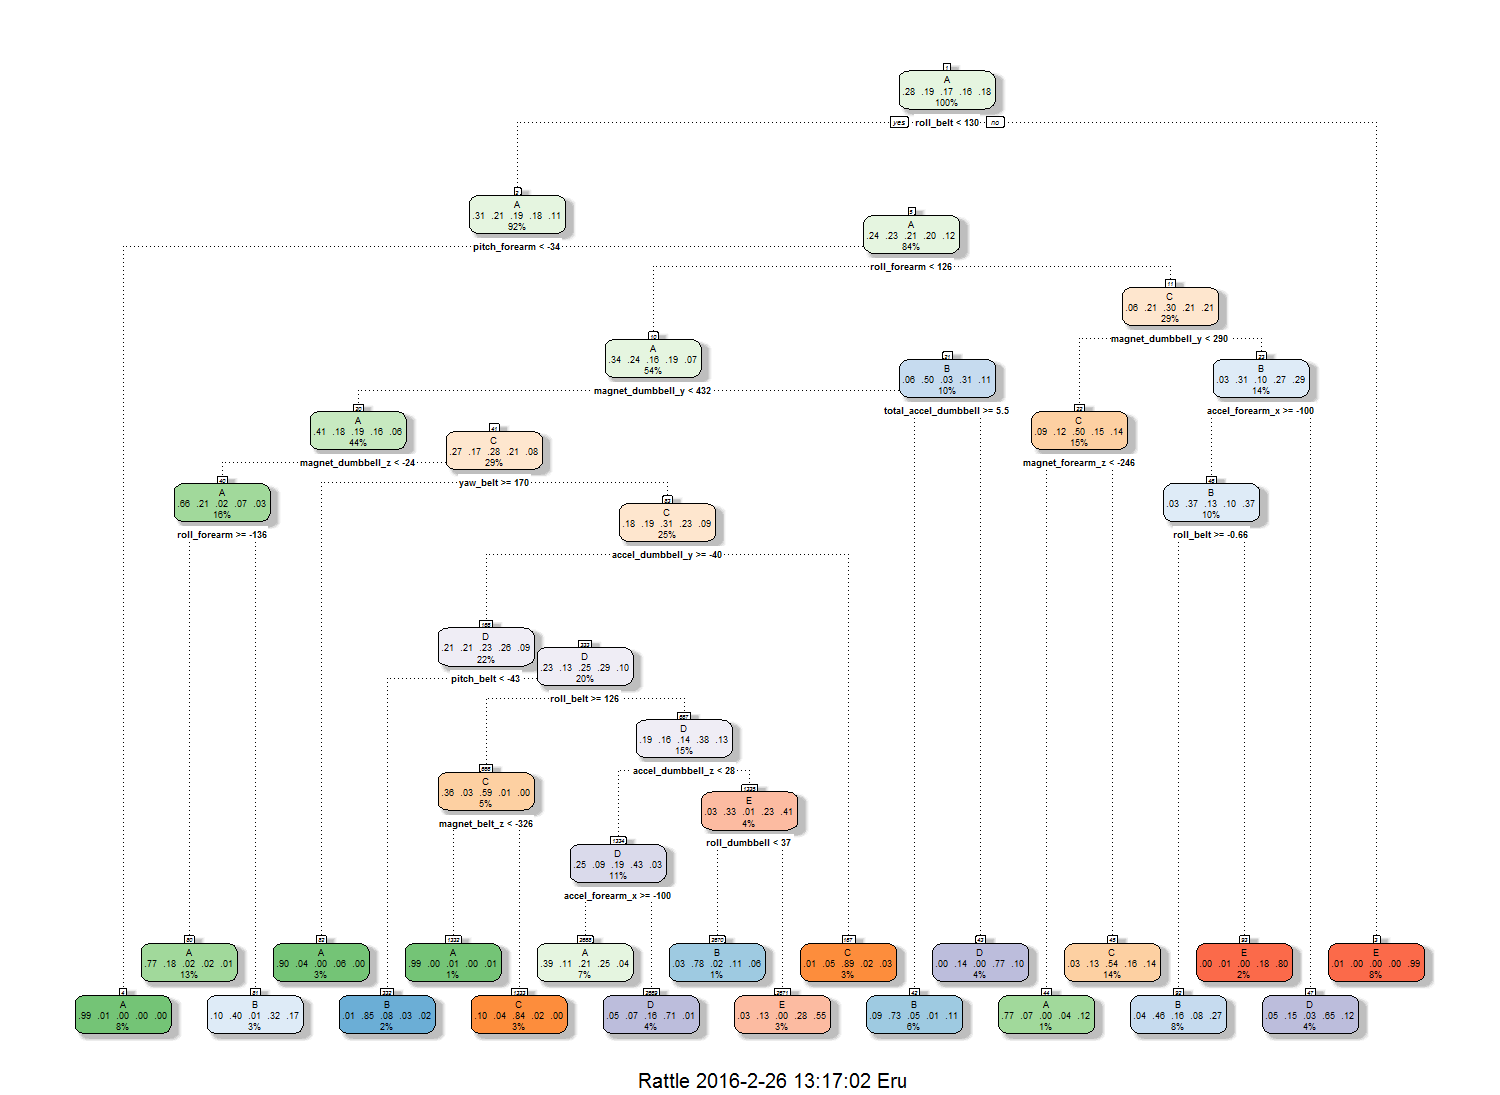 1
A
.28 .19 .17 .16 .18
100%
yes roll_belt < 130 no
2
A
.31 .21 .19 .18 .11
92%
pitch_forearm < -34
5
A
.24 .23 .21 .20 .12
84%
roll_forearm < 126
11
C
.06 .21 .30 .21 .21
29%
magnet_dumbbell_y < 290
10
A
.34 .24 .16 .19 .07
54%
magnet_dumbbell_y < 432
21
B
.06 .50 .03 .31 .11
10%
total_accel_dumbbell >= 5.5
23
B
.03 .31 .10 .27 .29
14%
accel_forearm_x >= -100
20
A
.41 .18 .19 .16 .06
44%
magnet_dumbbell_z < -24
41
C
.27 .17 .28 .21 .08
29%
yaw_belt >= 170
22
C
.09 .12 .50 .15 .14
15%
magnet_forearm_z < -246
40
A
.66 .21 .02 .07 .03
16%
roll_forearm >= -136
83
C
.18 .19 .31 .23 .09
25%
accel_dumbbell_y >= -40
46
B
.03 .37 .13 .10 .37
10%
roll_belt >= -0.66
166
D
.21 .21 .23 .26 .09
22%
pitch_belt < -43
333
D
.23 .13 .25 .29 .10
20%
roll_belt >= 126
667
D
.19 .16 .14 .38 .13
15%
accel_dumbbell_z < 28
666
C
.36 .03 .59 .01 .00
5%
magnet_belt_z < -326
1335
E
.03 .33 .01 .23 .41
4%
roll_dumbbell < 37
1334
D
.25 .09 .19 .43 .03
11%
accel_forearm_x >= -100
80
A
.77 .18 .02 .02 .01
13%
82
A
.90 .04 .00 .06 .00
3%
1332
A
.99 .00 .01 .00 .01
1%
2668
A
.39 .11 .21 .25 .04
7%
2670
B
.03 .78 .02 .11 .06
1%
167
C
.01 .05 .89 .02 .03
3%
43
D
.00 .14 .00 .77 .10
4%
45
C
.03 .13 .54 .16 .14
14%
93
E
.00 .01 .00 .18 .80
2%
3
E
.01 .00 .00 .00 .99
8%
4
A
.99 .01 .00 .00 .00
8%
81
B
.10 .40 .01 .32 .17
3%
332
B
.01 .85 .08 .03 .02
2%
1333
C
.10 .04 .84 .02 .00
3%
2669
D
.05 .07 .16 .71 .01
4%
2671
E
.03 .13 .00 .28 .55
3%
42
B
.09 .73 .05 .01 .11
6%
44
A
.77 .07 .00 .04 .12
1%
92
B
.04 .46 .16 .08 .27
8%
47
D
.05 .15 .03 .65 .12
4%
Rattle 2016-2-26 13:17:02 Eru